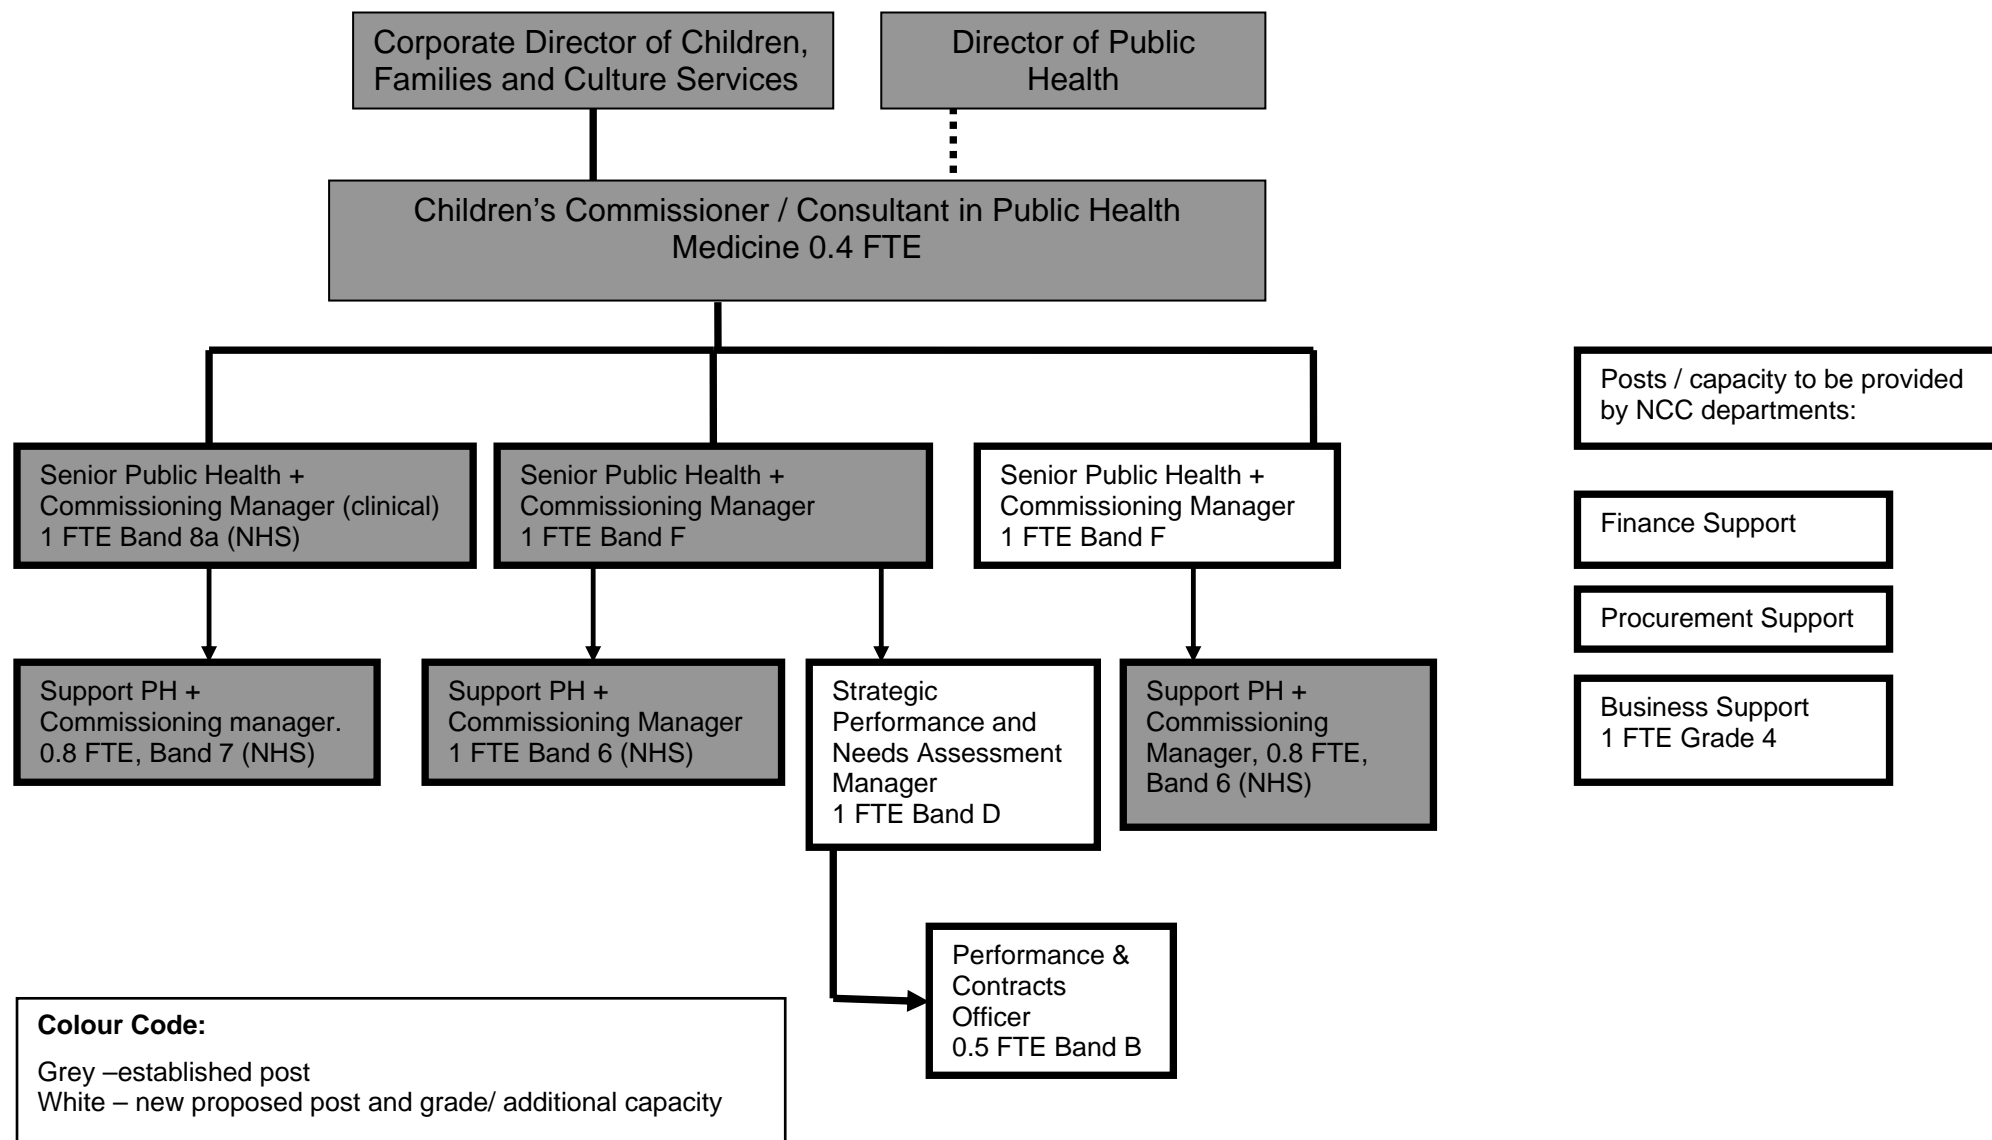 Corporate Director of Children,
Families and Culture Services
Director of Public
Health
Children’s Commissioner / Consultant in Public Health
Medicine 0.4 FTE
Posts / capacity to be provided
by NCC departments:
Senior Public Health +
Commissioning Manager (clinical)
1 FTE Band 8a (NHS)
Senior Public Health +
Commissioning Manager
1 FTE Band F
Senior Public Health +
Commissioning Manager
1 FTE Band F
Finance Support
Procurement Support
Support PH +
Commissioning manager.
0.8 FTE, Band 7 (NHS)
Support PH +
Commissioning Manager
1 FTE Band 6 (NHS)
Strategic
Performance and
Needs Assessment
Manager
1 FTE Band D
Support PH +
Commissioning
Manager, 0.8 FTE,
Band 6 (NHS)
Business Support
1 FTE Grade 4
Performance &
Contracts
Officer
0.5 FTE Band B
Colour Code:
Grey –established post
White – new proposed post and grade/ additional capacity